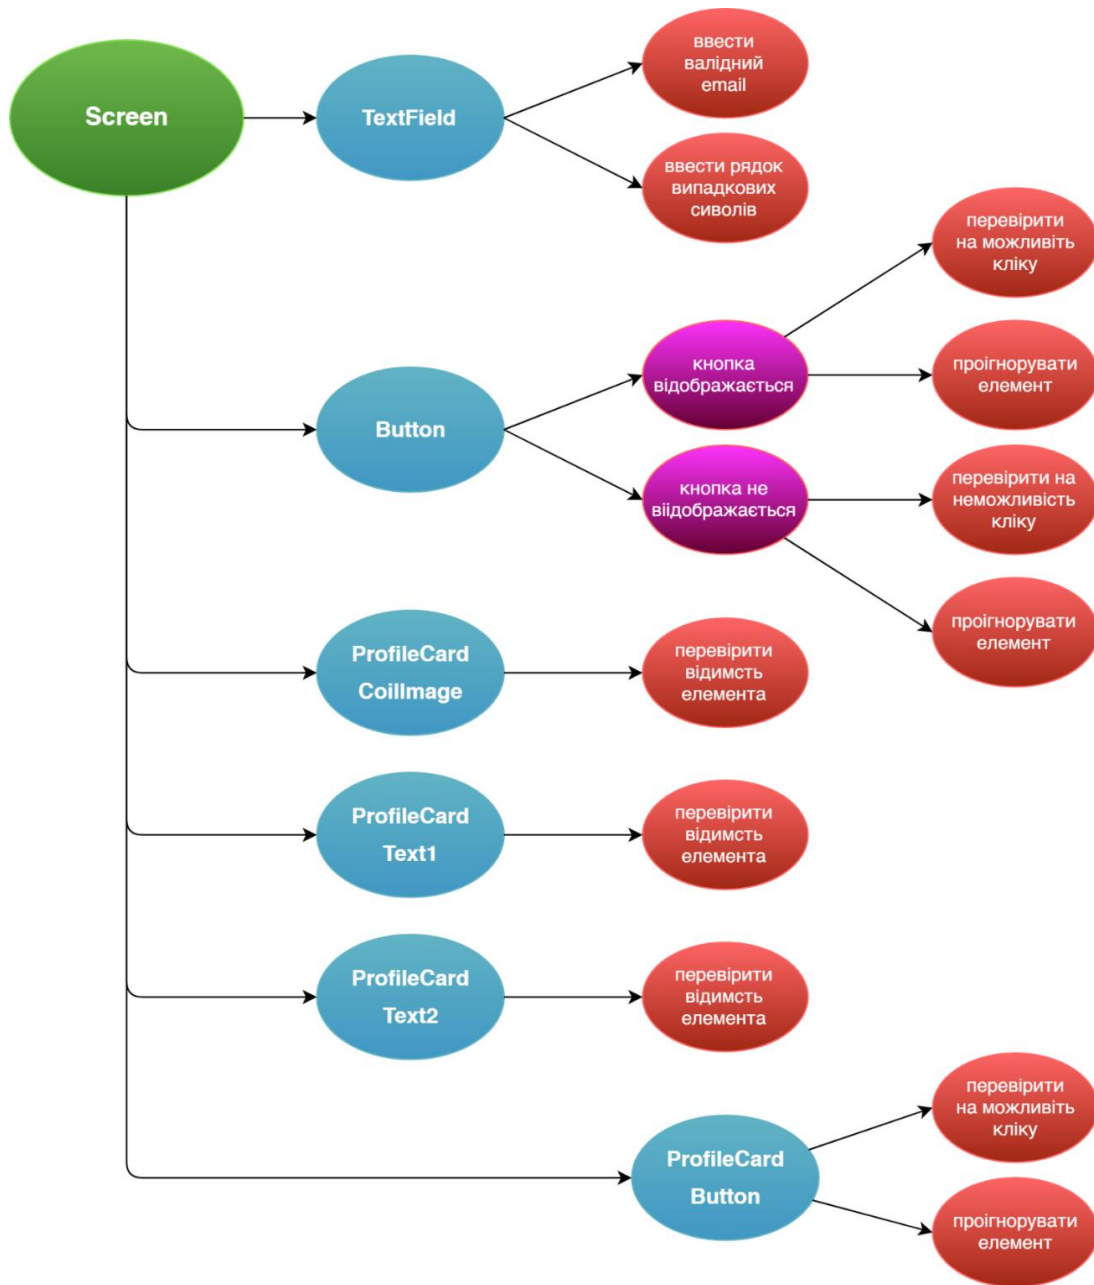 Screen
TextField
ввести
валідний
email
ввести рядок
випадкових
сиволів
Button
кнопка
відображається
перевірити
на можливіть
кліку
проігнорувати
елемент
кнопка не
віідображається
перевірити на
неможливість
кліку
проігнорувати
елемент
ProfileCard
CoilImage
перевірити
відимсть
елемента
ProfileCard
Text1
перевірити
відимсть
елемента
ProfileCard
Text2
перевірити
відимсть
елемента
ProfileCard
Button
перевірити
на можливіть
кліку
проігнорувати
елемент